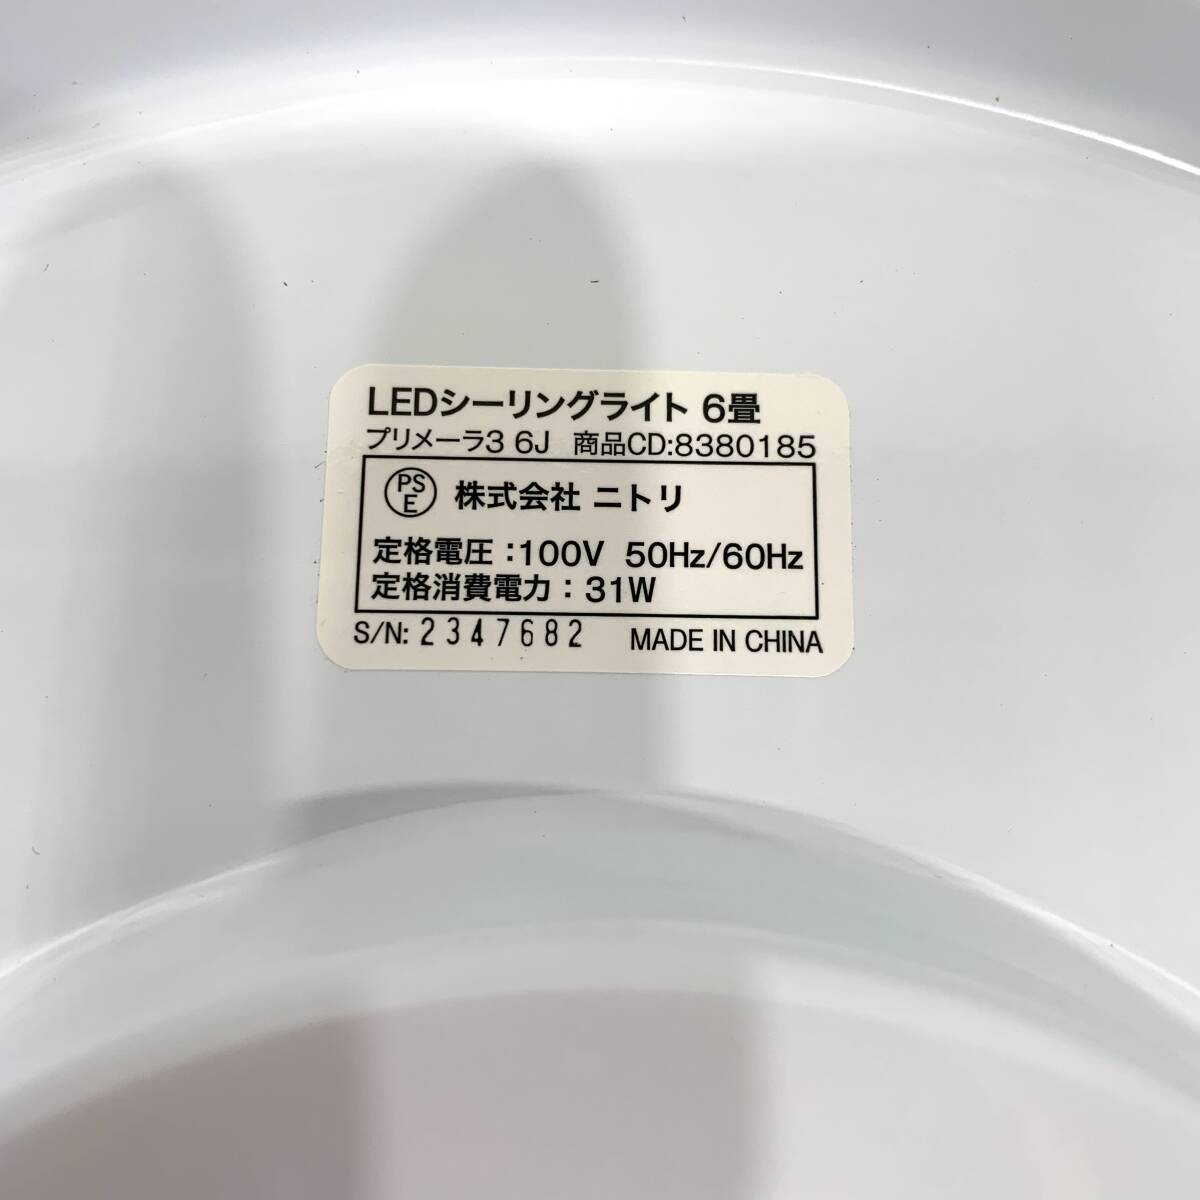 LEDシーリングライト 6畳
プリメーラ3 6J 商品CD:8380185
PSE 株式会社 ニトリ
定格電圧：100V 50Hz/60Hz
定格消費電力：31W
S/N: 2347682 MADE IN CHINA